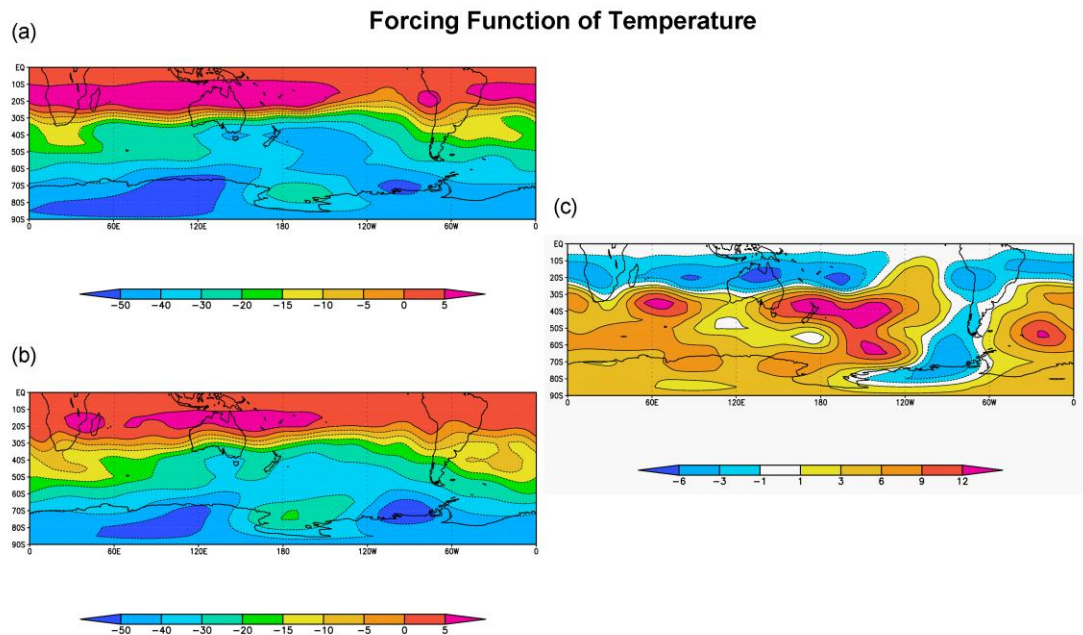 Forcing Function of Temperature
(a)
EQ
10S
20S
30S
40S
50S
60S
70S
80S
90S
0 60E 120E 180 120W 60W 0
-50 -40 -30 -20 -15 -10 -5 0 5
(b)
EQ
10S
20S
30S
40S
50S
60S
70S
80S
90S
0 60E 120E 180 120W 60W 0
-50 -40 -30 -20 -15 -10 -5 0 5
(c)
EQ
10S
20S
30S
40S
50S
60S
70S
80S
90S
0 60E 120E 180 120W 60W 0
-6 -3 -1 1 3 6 9 12